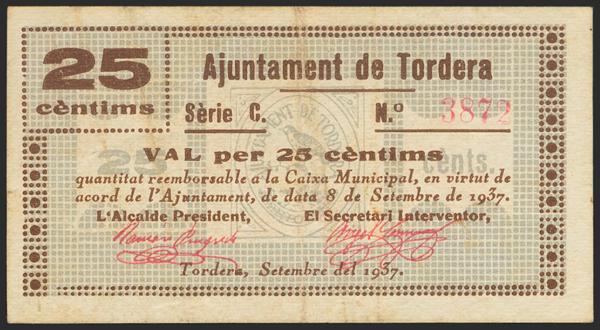 25
cèntims
Ajuntament de Tordera
Sèrie C. N.º 3872
VAL per 25 cèntims
quantitat reemborsable a la Caixa Municipal, en virtut de
acord de l'Ajuntament, de data 8 de Setembre de 1937.
L'Alcalde President, El Secretari Interventor,
Tordera, Setembre del 1937.